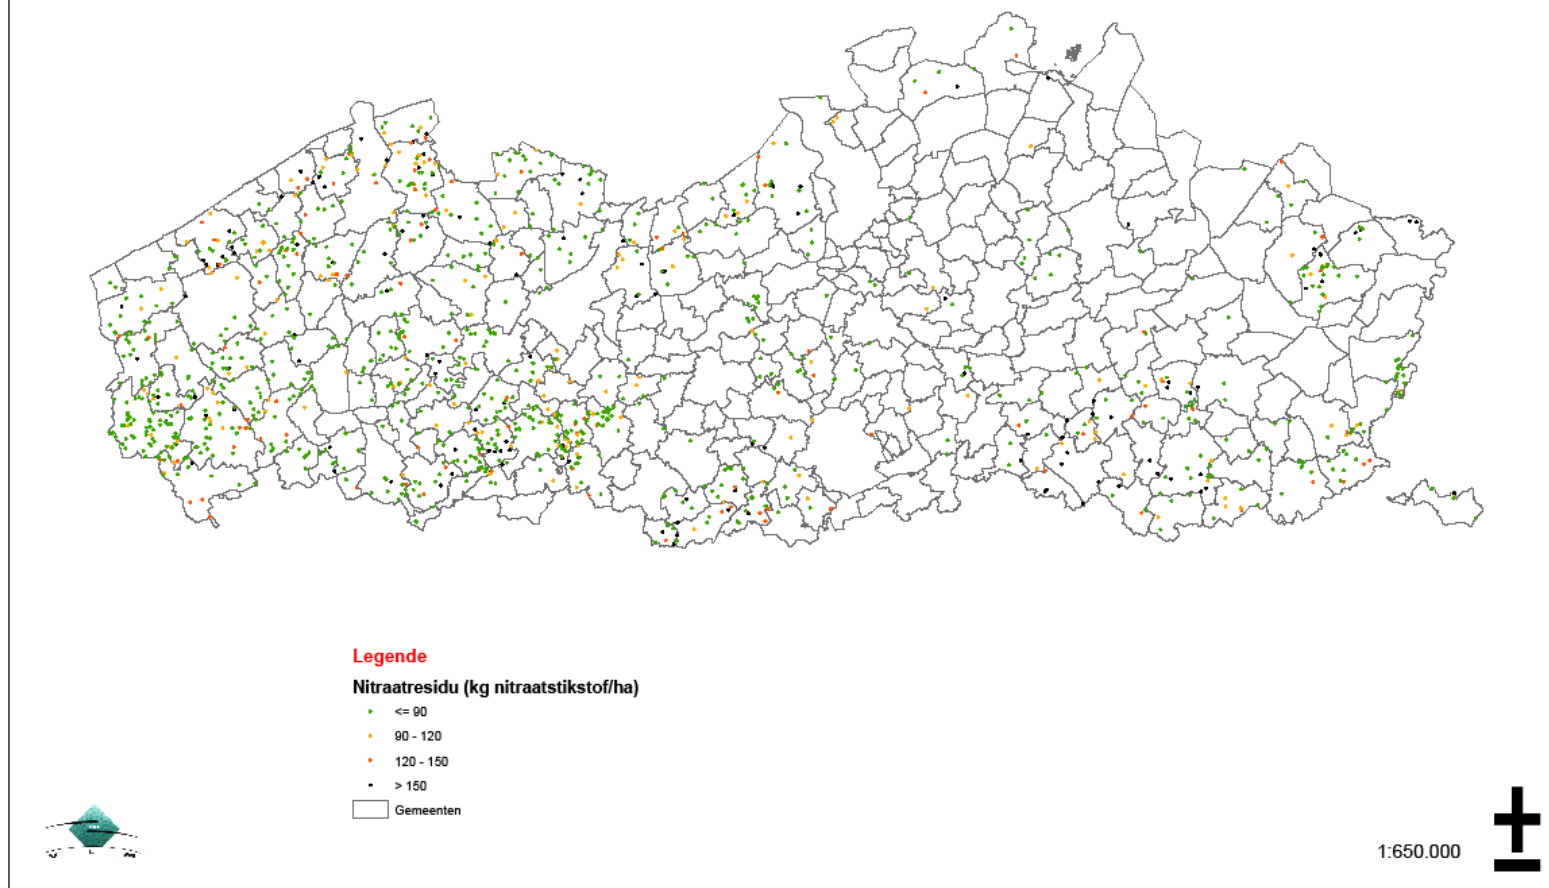 Legende
Nitraatresidu (kg nitraatstikstof/ha)
<= 90
90 - 120
120 - 150
> 150
Gemeenten
V L M
1:650.000